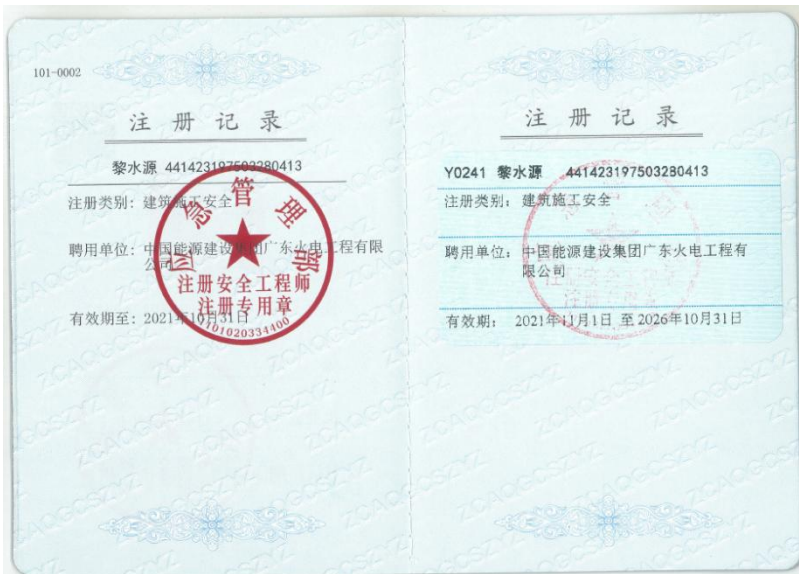 101-0002
注册记录
黎水源 441423197503280413
注册类别：建筑施工安全
聘用单位：中国能源建设集团广东火电工程有限
公司
有效期至：2021年10月31日
应急管理部
注册安全工程师
注册专用章
1101020334400
注册记录
Y0241 黎水源 441423197503280413
注册类别：建筑施工安全
聘用单位：中国能源建设集团广东火电工程有
限公司
有效期： 2021年11月1日 至 2026年10月31日
ZCAQGCSZYZ